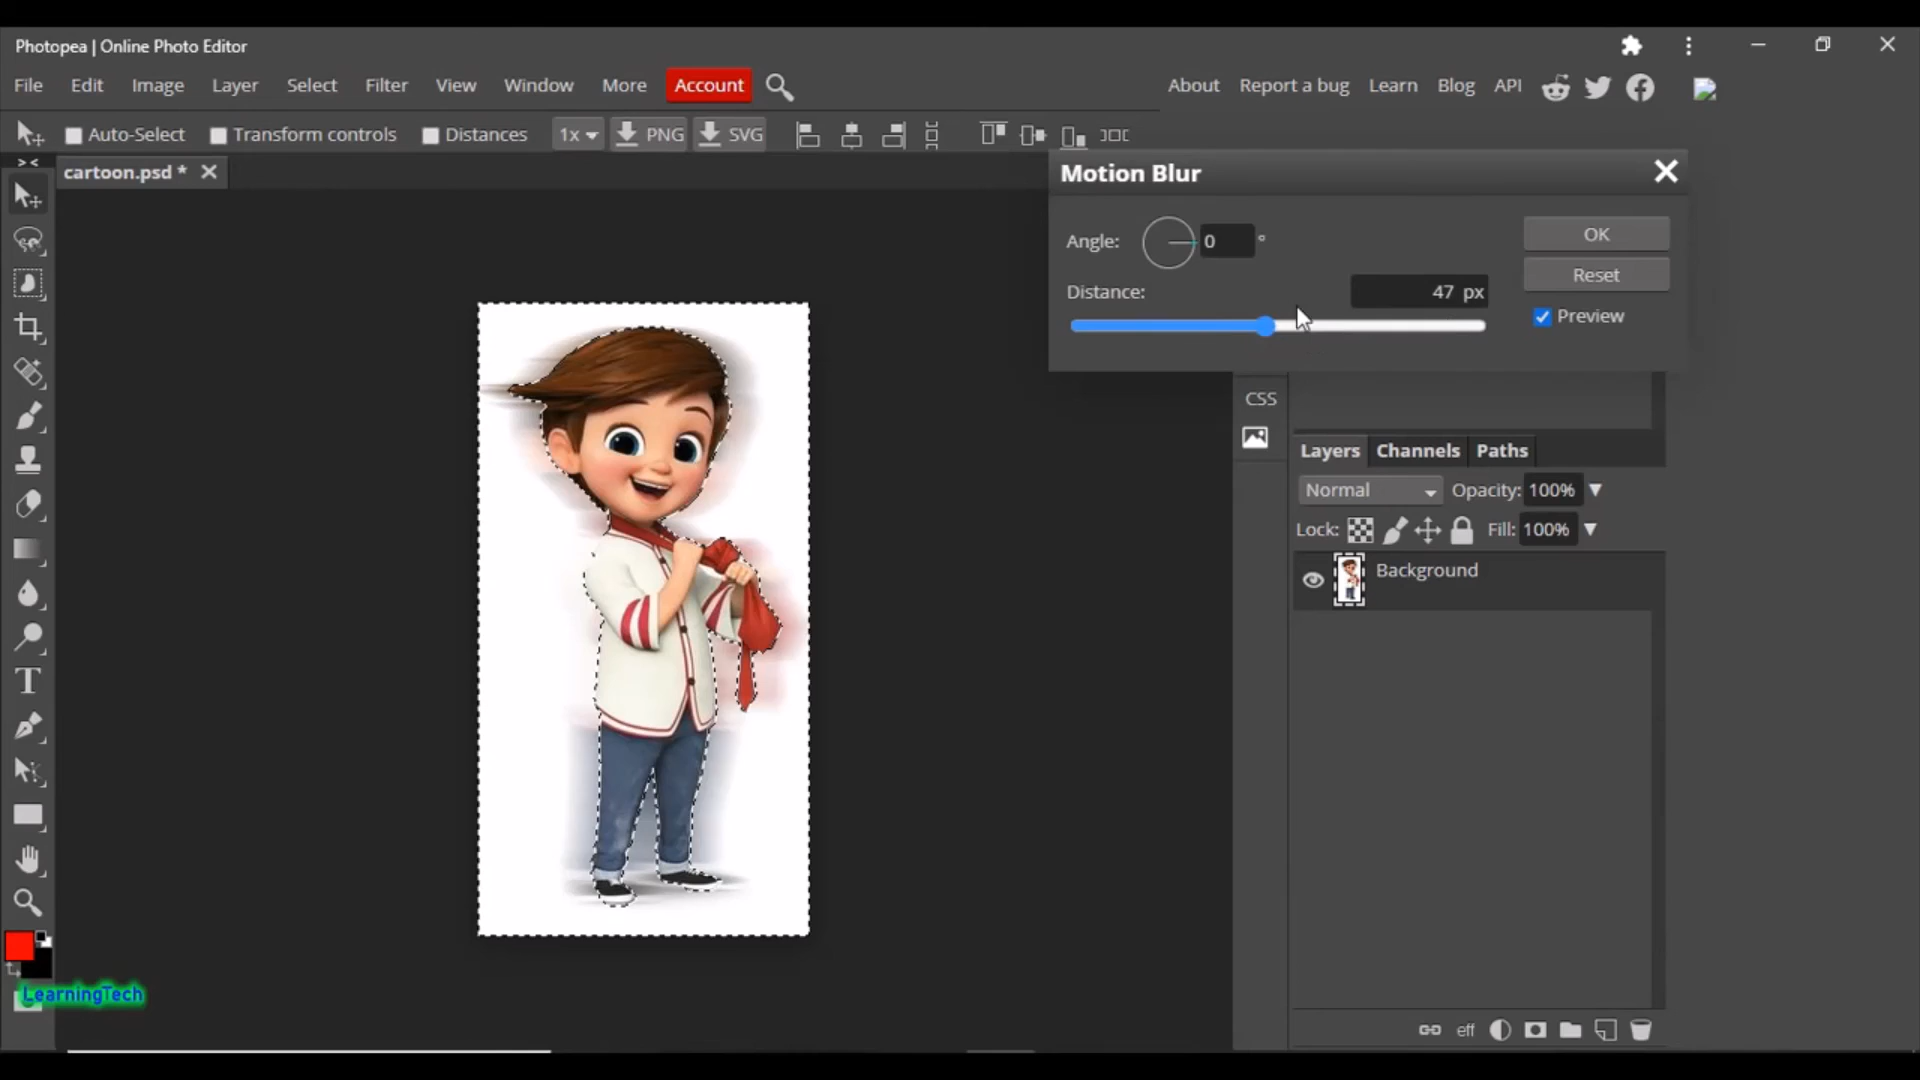 Photopea | Online Photo Editor
File Edit Image Layer Select Filter View Window More Account About Report a bug Learn Blog API
Auto-Select Transform controls Distances 1x PNG SVG
> <
cartoon.psd *
Motion Blur
Angle: 0 °
OK
Distance: 47 px
Reset
Preview
CSS
Layers Channels Paths
Normal Opacity: 100%
Lock: Fill: 100%
Background
LearningTech
eff